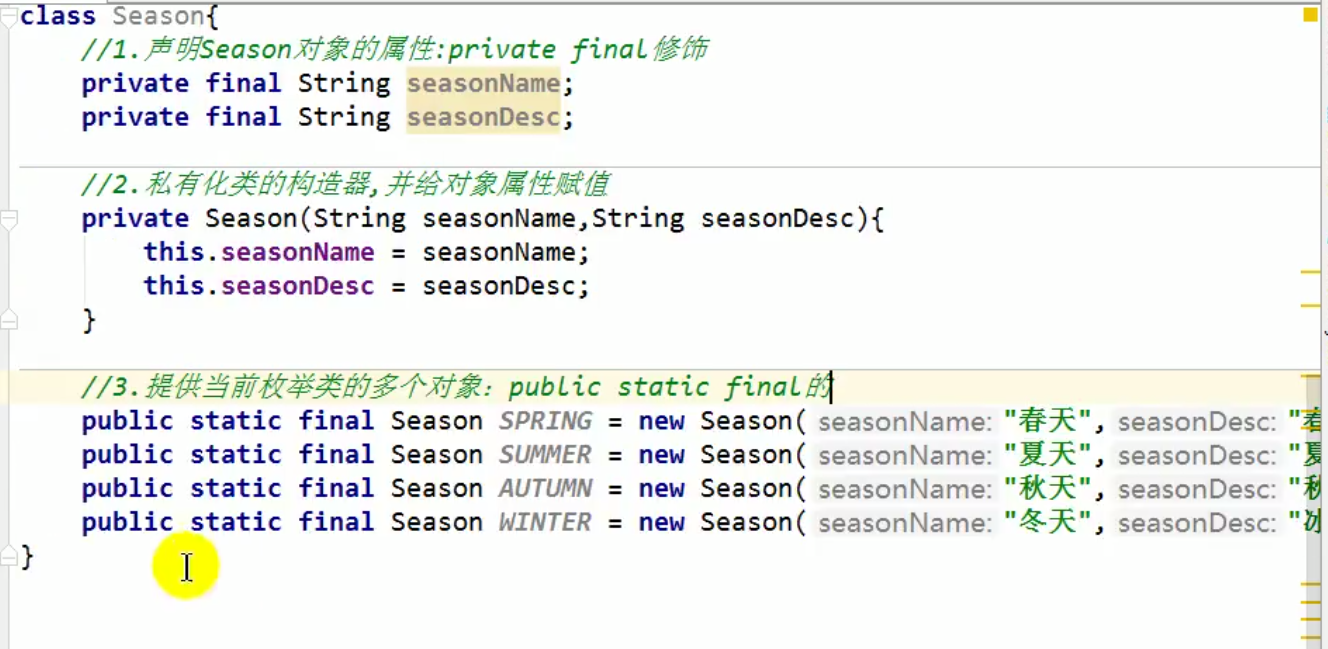 class Season{
//1.声明Season对象的属性:private final修饰
private final String seasonName;
private final String seasonDesc;
//2.私有化类的构造器,并给对象属性赋值
private Season(String seasonName,String seasonDesc){
this.seasonName = seasonName;
this.seasonDesc = seasonDesc;
}
//3.提供当前枚举类的多个对象：public static final的
public static final Season SPRING = new Season( seasonName: "春天", seasonDesc: "春
public static final Season SUMMER = new Season( seasonName: "夏天", seasonDesc: "夏
public static final Season AUTUMN = new Season( seasonName: "秋天", seasonDesc: "秋
public static final Season WINTER = new Season( seasonName: "冬天", seasonDesc: "冰
}